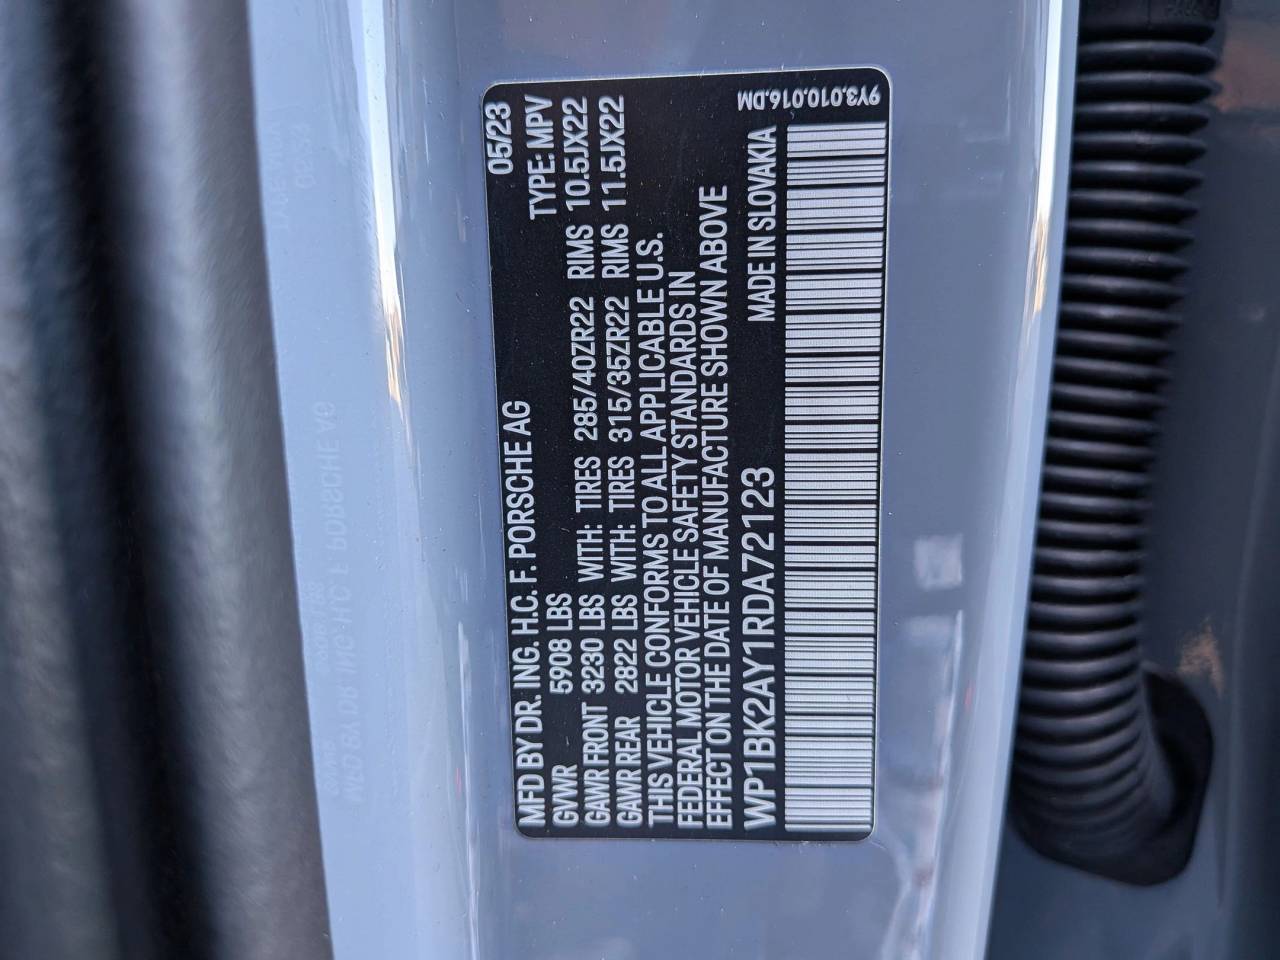 05/23
MFD BY DR. ING. H.C. F. PORSCHE AG
TYPE: MPV
GVWR 5908 LBS
GAWR FRONT 3230 LBS WITH: TIRES 285/40ZR22 RIMS 10.5JX22
GAWR REAR 2822 LBS WITH: TIRES 315/35ZR22 RIMS 11.5JX22
THIS VEHICLE CONFORMS TO ALL APPLICABLE U.S.
FEDERAL MOTOR VEHICLE SAFETY STANDARDS IN
EFFECT ON THE DATE OF MANUFACTURE SHOWN ABOVE
WP1BK2AY1RDA72123
MADE IN SLOVAKIA
9Y3.010.016.DM